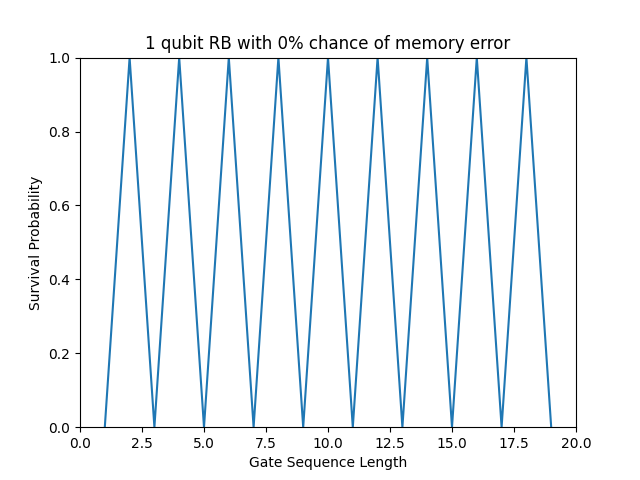 1 qubit RB with 0% chance of memory error
1.0
0.8
0.6
0.4
0.2
0.0
Survival Probability
0.0 2.5 5.0 7.5 10.0 12.5 15.0 17.5 20.0
Gate Sequence Length